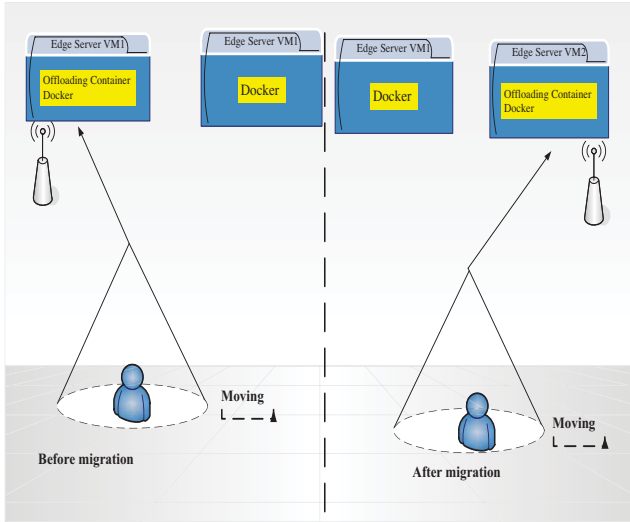 Edge Server VM1
Offloading Container
Docker
Edge Server VM1
Docker
Edge Server VM1
Docker
Edge Server VM2
Offloading Container
Docker
Moving
Before migration
Moving
After migration